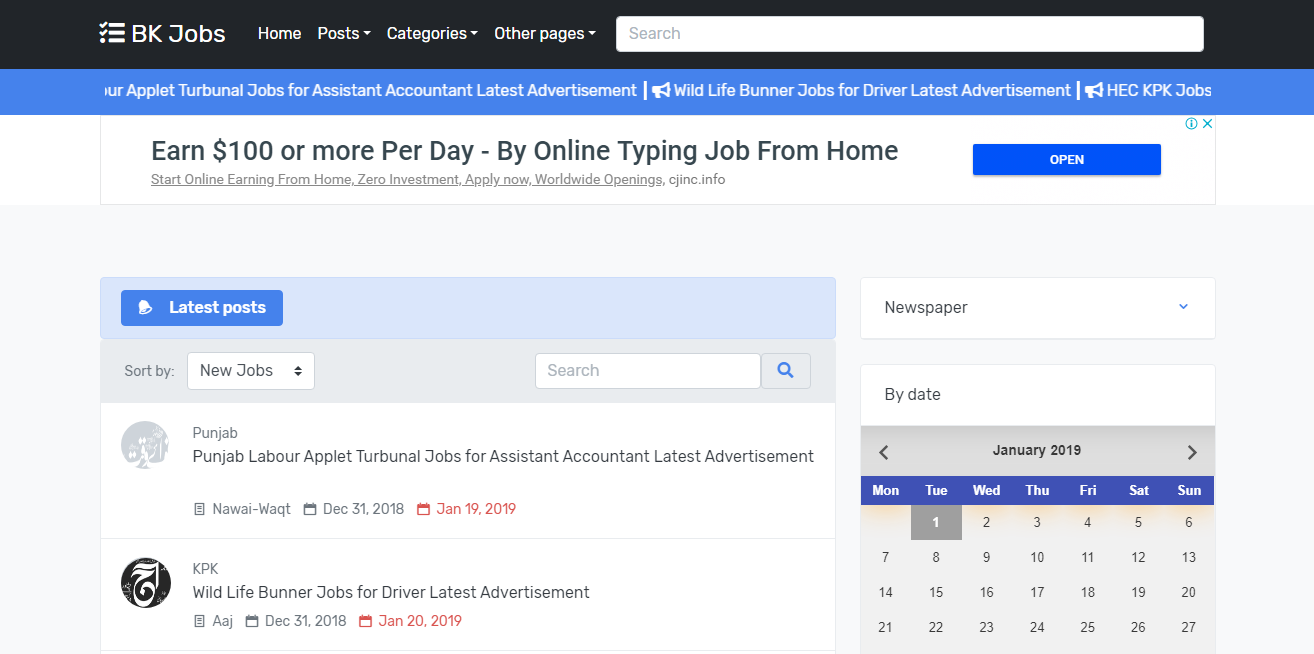 BK Jobs Home Posts Categories Other pages Search
ur Applet Turbunal Jobs for Assistant Accountant Latest Advertisement | Wild Life Bunner Jobs for Driver Latest Advertisement | HEC KPK Jobs
Earn $100 or more Per Day - By Online Typing Job From Home
Start Online Earning From Home, Zero Investment, Apply now, Worldwide Openings, cjinc.info
OPEN
Latest posts
Sort by: New Jobs Search
Punjab
Punjab Labour Applet Turbunal Jobs for Assistant Accountant Latest Advertisement
Nawai-Waqt Dec 31, 2018 Jan 19, 2019
KPK
Wild Life Bunner Jobs for Driver Latest Advertisement
Aaj Dec 31, 2018 Jan 20, 2019
Newspaper
By date
January 2019
Mon Tue Wed Thu Fri Sat Sun
1 2 3 4 5 6
7 8 9 10 11 12 13
14 15 16 17 18 19 20
21 22 23 24 25 26 27